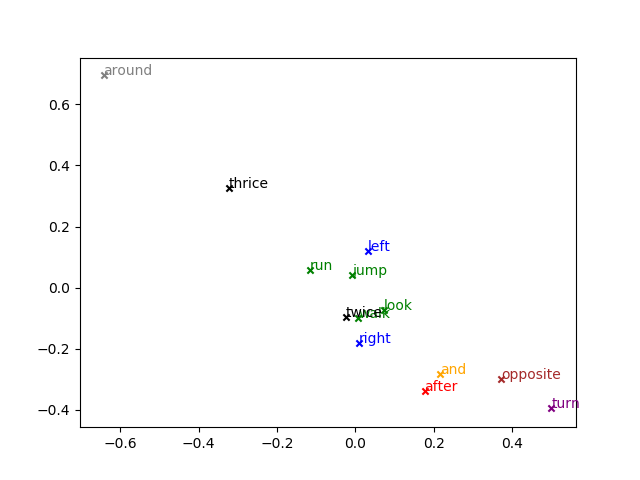 around
0.6
0.4
thrice
0.2
left
run
jump
0.0
look
twice
walk
right
−0.2
and
opposite
after
turn
−0.4
−0.6
−0.4
−0.2
0.0
0.2
0.4